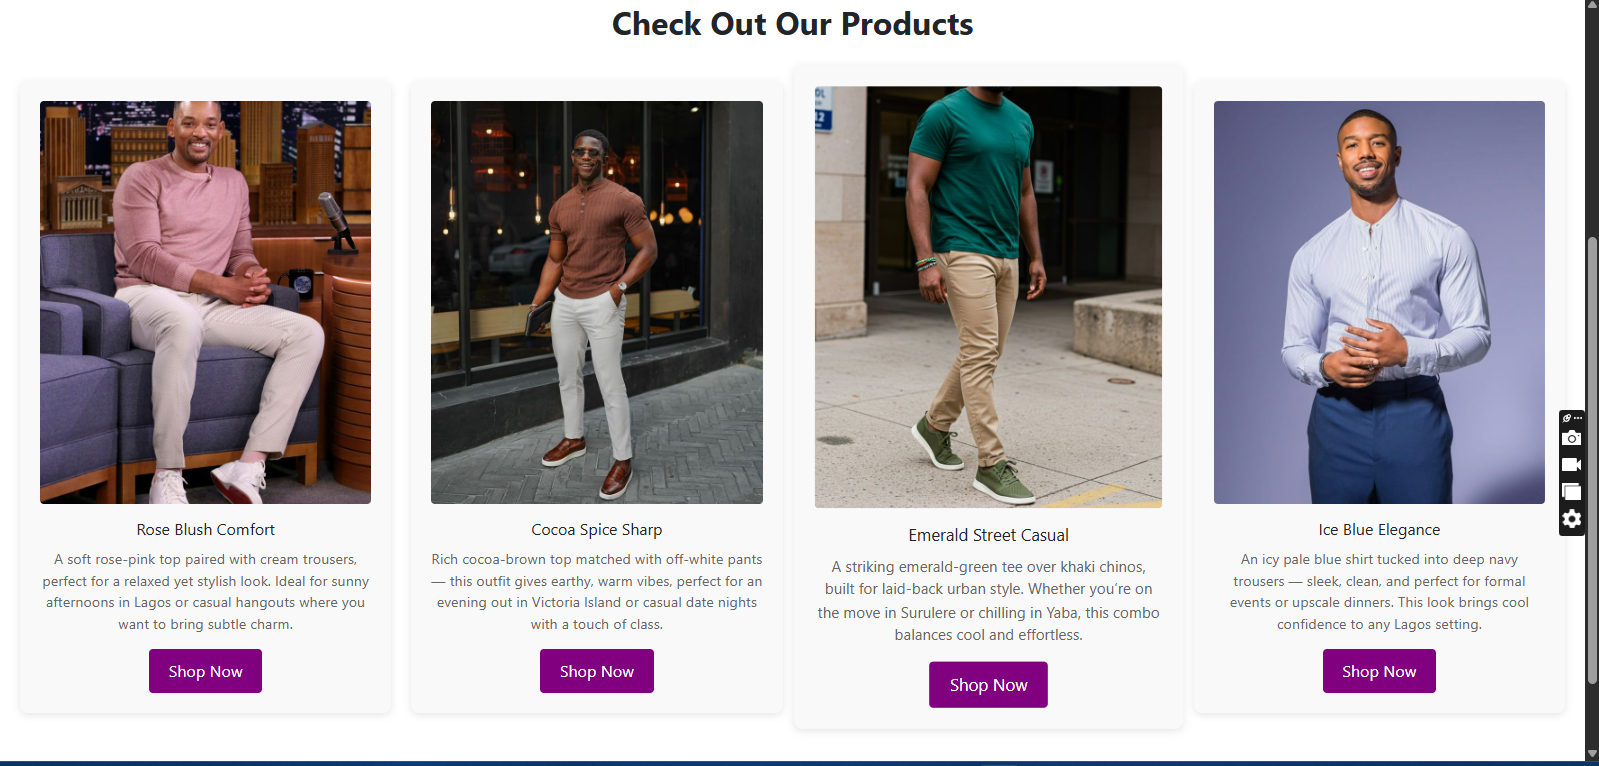 Check Out Our Products
OL
12
Rose Blush Comfort
A soft rose-pink top paired with cream trousers,
perfect for a relaxed yet stylish look. Ideal for sunny
afternoons in Lagos or casual hangouts where you
want to bring subtle charm.
Shop Now
Cocoa Spice Sharp
Rich cocoa-brown top matched with off-white pants
— this outfit gives earthy, warm vibes, perfect for an
evening out in Victoria Island or casual date nights
with a touch of class.
Shop Now
Emerald Street Casual
A striking emerald-green tee over khaki chinos,
built for laid-back urban style. Whether you’re on
the move in Surulere or chilling in Yaba, this combo
balances cool and effortless.
Shop Now
Ice Blue Elegance
An icy pale blue shirt tucked into deep navy
trousers — sleek, clean, and perfect for formal
events or upscale dinners. This look brings cool
confidence to any Lagos setting.
Shop Now